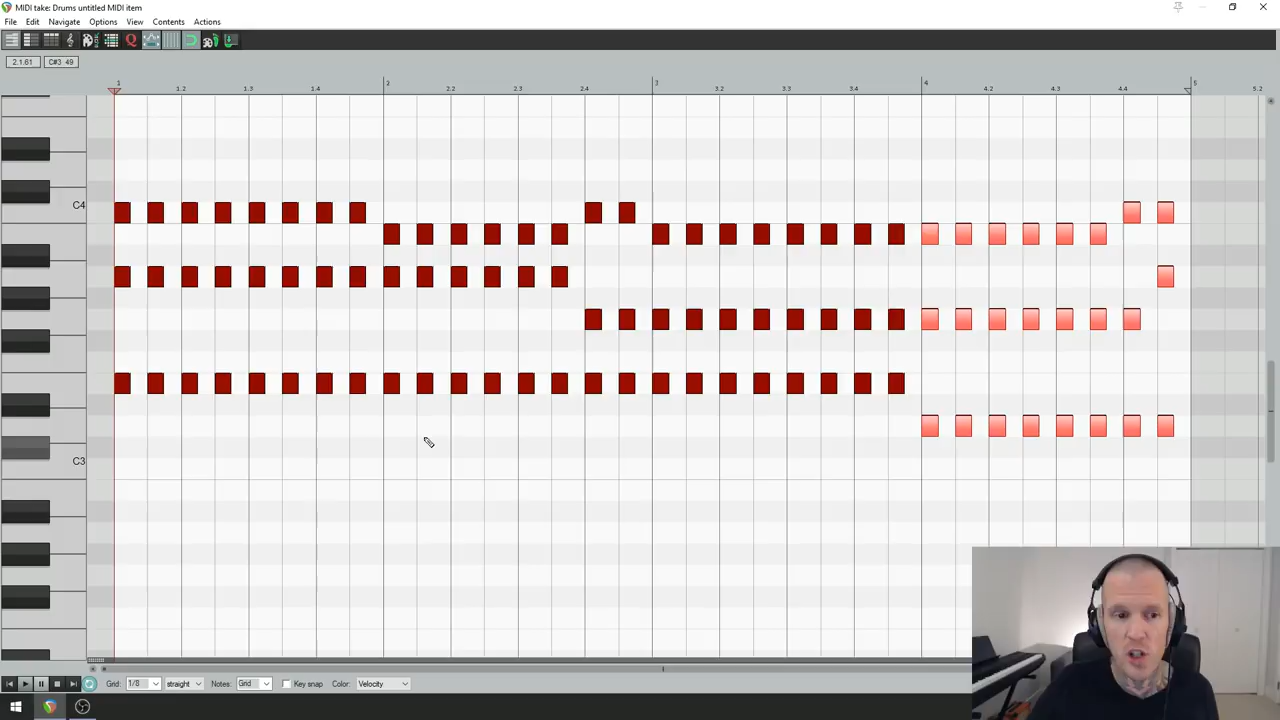 MIDI take: Drums untitled MIDI item
File Edit Navigate Options View Contents Actions
Q
2.1.61 C#3 49
1 1.2 1.3 1.4 2 2.2 2.3 2.4 3 3.2 3.3 3.4 4 4.2 4.3 4.4 5 5.2
C4
C3
Grid: 1/8 straight Notes: Grid Key snap Color: Velocity